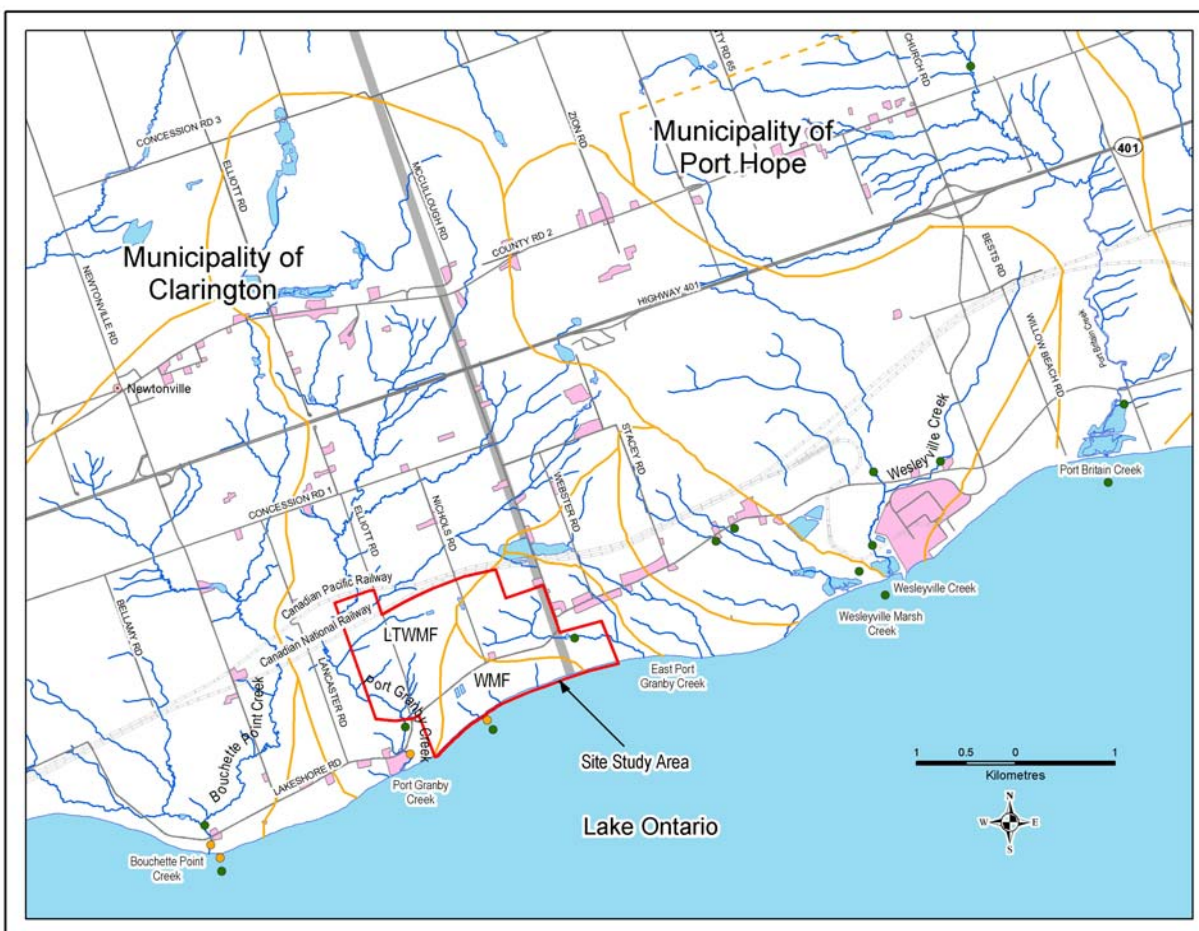 CONCESSION RD 3
ELLIOTT RD
MCCULLOUGH RD
ZION RD
TY RD 65
CHURCH RD
401
Municipality of
Port Hope
Municipality of
Clarington
NEWTONVILLE RD
COUNTY RD 2
HIGHWAY 401
BESTS RD
WILLOW BEACH RD
Port Britain Creek
Newtonville
STACEY RD
Wesleyville Creek
Port Britain Creek
CONCESSION RD 1
ELLIOTT RD
NICHOLS RD
WEBSTER RD
Canadian Pacific Railway
Canadian National Railway
BELLAMY RD
LANCASTER RD
LTWMF
WMF
Port Granby Creek
Bouchette Point Creek
LAKESHORE RD
Wesleyville Creek
Wesleyville Marsh
Creek
East Port
Granby Creek
Site Study Area
Port Granby
Creek
Bouchette Point
Creek
Lake Ontario
1 0.5 0 1
Kilometres
N
W E
S